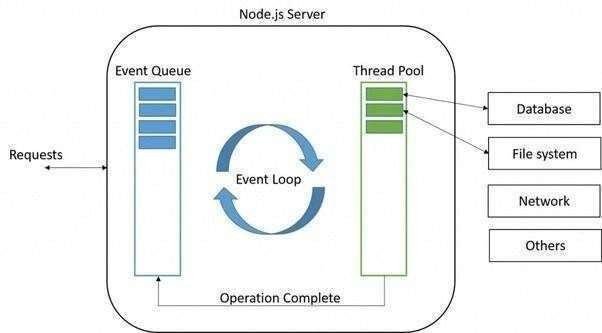 Node.js Server
Event Queue
Thread Pool
Database
File system
Requests
Event Loop
Network
Others
Operation Complete